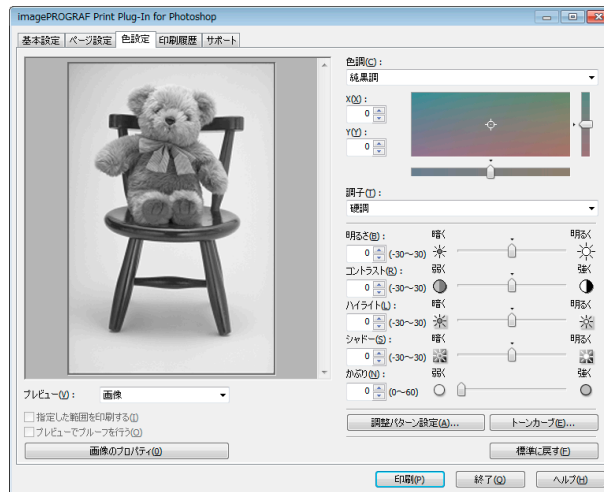 imagePROGRAF Print Plug-In for Photoshop
基本設定 ページ設定 色設定 印刷履歴 サポート
色調(C) :
純黒調
X(X) :
0
Y(Y) :
0
調子(T) :
硬調
明るさ(B) : 暗く 明るく
0 (-30～30)
コントラスト(R) : 弱く 強く
0 (-30～30)
ハイライト(L) : 暗く 明るく
0 (-30～30)
シャドー(S) : 暗く 明るく
0 (-30～30)
かぶり(N) : 弱く 強く
0 (0～60)
プレビュー(V) : 画像
指定した範囲を印刷する(J)
プレビューでプルーフを行う(O)
画像のプロパティ(0)
調整パターン設定(A)... トーンカーブ(E)...
標準に戻す(F)
印刷(P) 終了(Q) ヘルプ(H)